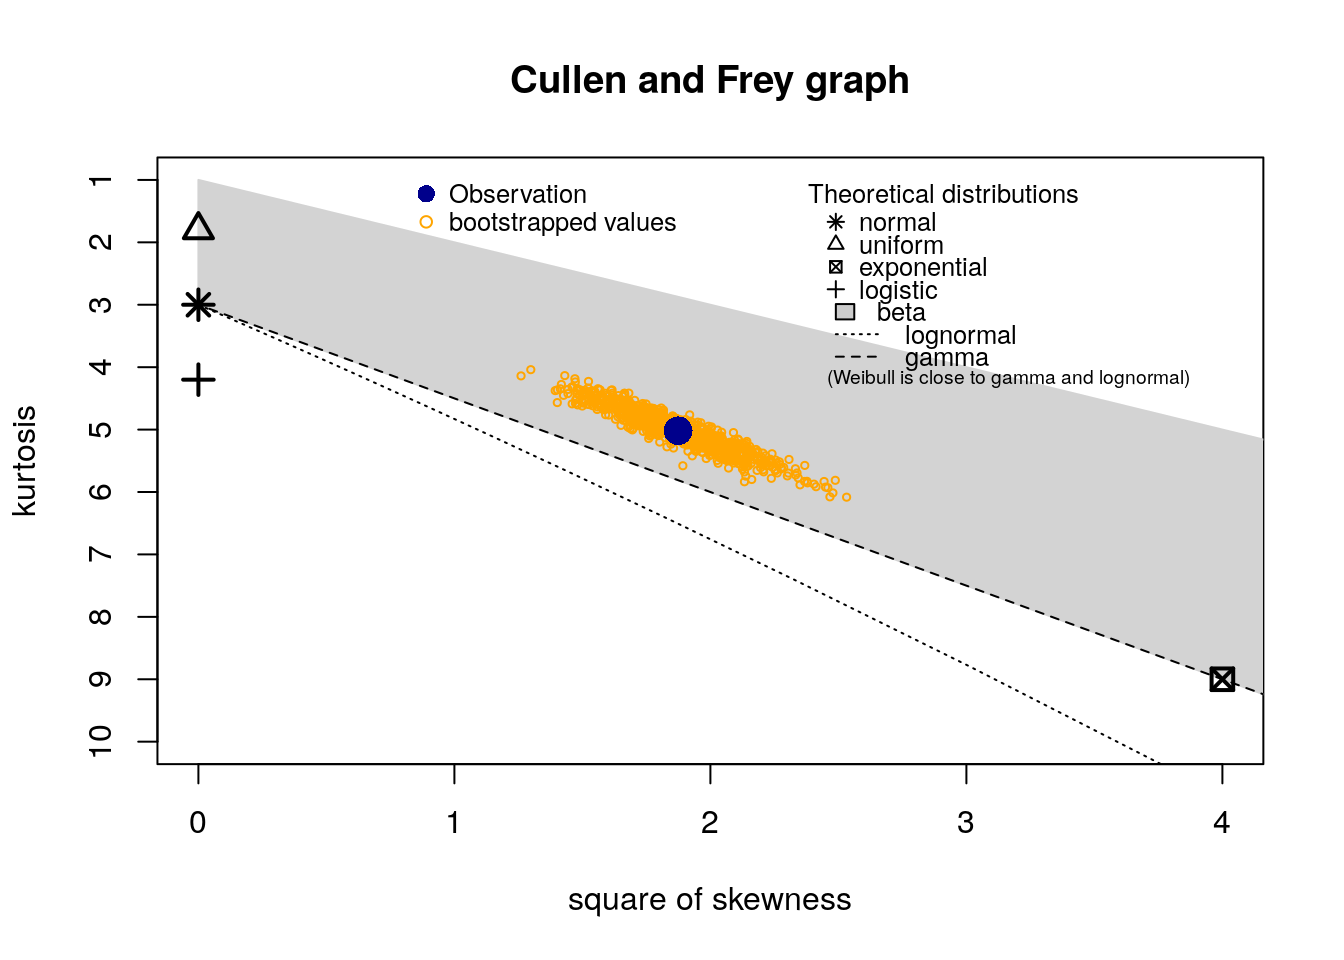 Cullen and Frey graph
Observation
bootstrapped values
Theoretical distributions
normal
uniform
exponential
logistic
beta
lognormal
gamma
(Weibull is close to gamma and lognormal)
kurtosis
1
2
3
4
5
6
7
8
9
10
0 1 2 3 4
square of skewness